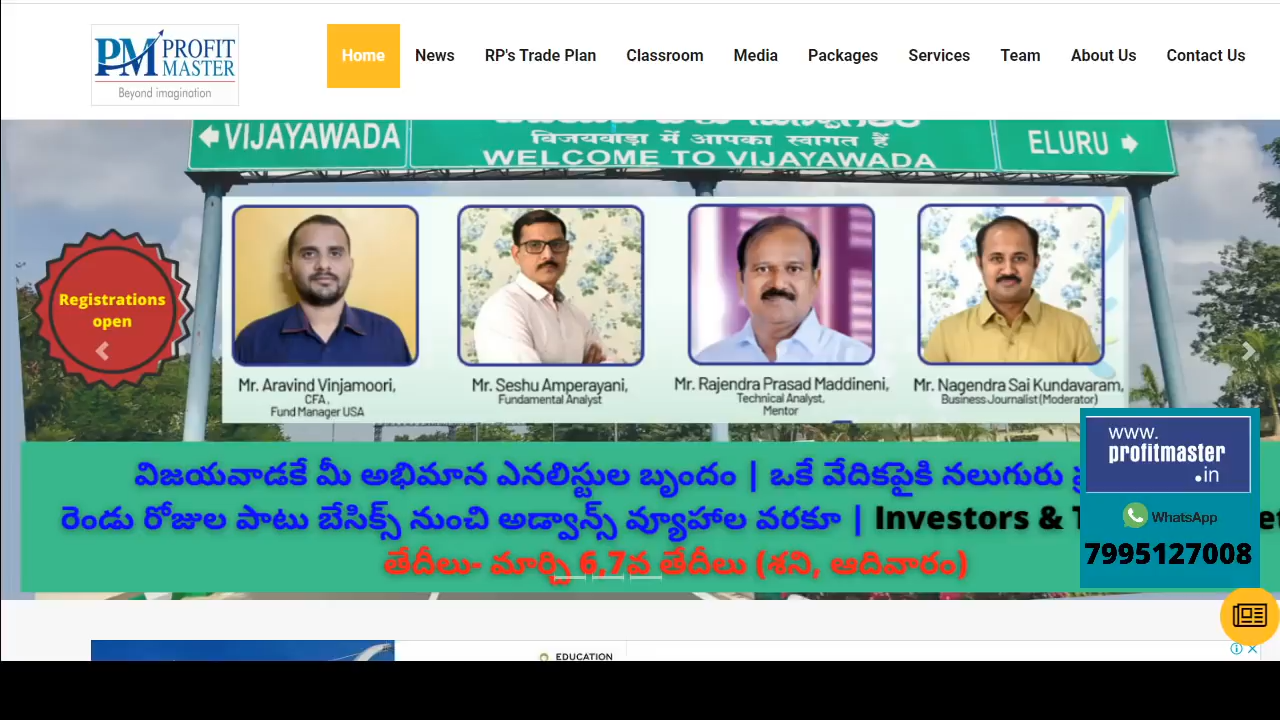 PM PROFIT
MASTER
Beyond imagination
Home News RP's Trade Plan Classroom Media Packages Services Team About Us Contact Us
VIJAYAWADA
विजयवाड़ा में आपका स्वागत हैं
WELCOME TO VIJAYAWADA
ELURU
Registrations
open
Mr. Aravind Vinjamoori,
CFA,
Fund Manager USA
Mr. Seshu Amperayani,
Fundamental Analyst
Mr. Rajendra Prasad Maddineni,
Technical Analyst,
Mentor
Mr. Nagendra Sai Kundavaram,
Business Journalist (Moderator)
విజయవాడకే మీ అభిమాన ఎనలిస్టుల బృందం | ఒకే వేదికపైకి నలుగురు
రెండు రోజుల పాటు బేసిక్స్ నుంచి అడ్వాన్స్ వ్యూహాల వరకూ | Investors &
తేదీలు- మార్చి 6,7వ తేదీలు (శని, ఆదివారం)
www.
profitmaster
.in
WhatsApp
7995127008
EDUCATION